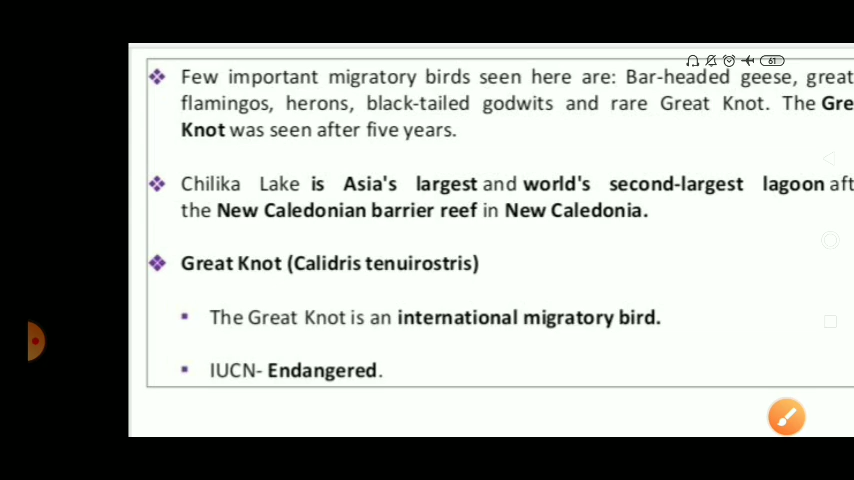 61
❖ Few important migratory birds seen here are: Bar-headed geese, great
flamingos, herons, black-tailed godwits and rare Great Knot. The Gre
Knot was seen after five years.
❖ Chilika Lake is Asia's largest and world's second-largest lagoon aft
the New Caledonian barrier reef in New Caledonia.
❖ Great Knot (Calidris tenuirostris)
▪ The Great Knot is an international migratory bird.
▪ IUCN- Endangered.